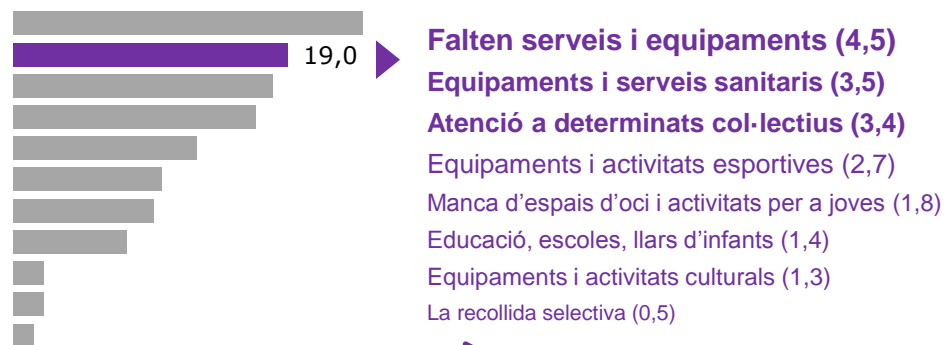 19,0
Falten serveis i equipaments (4,5)
Equipaments i serveis sanitaris (3,5)
Atenció a determinats col·lectius (3,4)
Equipaments i activitats esportives (2,7)
Manca d’espais d’oci i activitats per a joves (1,8)
Educació, escoles, llars d’infants (1,4)
Equipaments i activitats culturals (1,3)
La recollida selectiva (0,5)